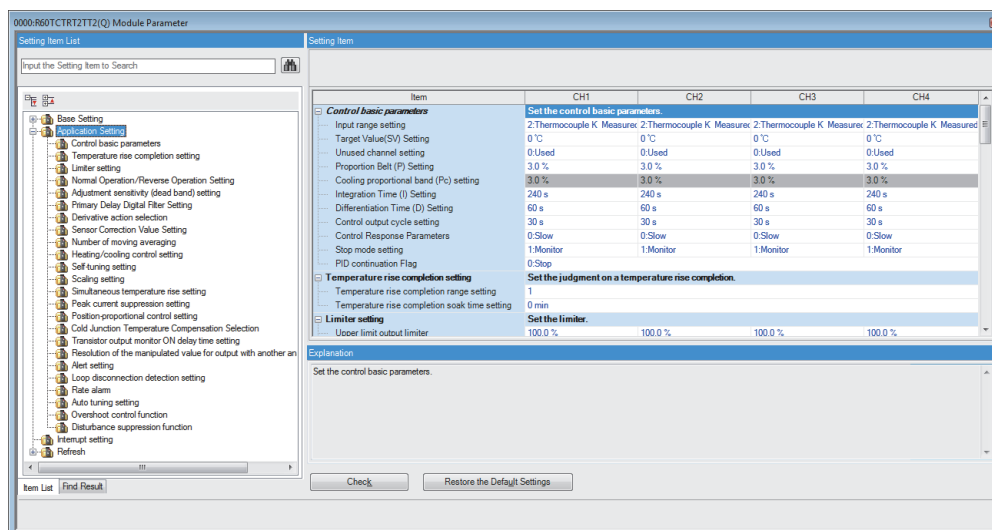 0000:R60TCTRT2TT2(Q) Module Parameter
Setting Item List
Input the Setting Item to Search
Base Setting
Application Setting
Control basic parameters
Temperature rise completion setting
Limiter setting
Normal Operation/Reverse Operation Setting
Adjustment sensitivity (dead band) setting
Primary Delay Digital Filter Setting
Derivative action selection
Sensor Correction Value Setting
Number of moving averaging
Heating/cooling control setting
Self-tuning setting
Scaling setting
Simultaneous temperature rise setting
Peak current suppression setting
Position-proportional control setting
Cold Junction Temperature Compensation Selection
Transistor output monitor ON delay time setting
Resolution of the manipulated value for output with another an
Alert setting
Loop disconnection detection setting
Rate alarm
Auto tuning setting
Overshoot control function
Disturbance suppression function
Interrupt setting
Refresh
Item List Find Result
Setting Item
Item CH1 CH2 CH3 CH4
Control basic parameters Set the control basic parameters.
Input range setting 2:Thermocouple K Measured 2:Thermocouple K Measured 2:Thermocouple K Measured 2:Thermocouple K Measured
Target Value(SV) Setting 0 ℃ 0 ℃ 0 ℃ 0 ℃
Unused channel setting 0:Used 0:Used 0:Used 0:Used
Proportion Belt (P) Setting 3.0 % 3.0 % 3.0 % 3.0 %
Cooling proportional band (Pc) setting 3.0 % 3.0 % 3.0 % 3.0 %
Integration Time (I) Setting 240 s 240 s 240 s 240 s
Differentiation Time (D) Setting 60 s 60 s 60 s 60 s
Control output cycle setting 30 s 30 s 30 s 30 s
Control Response Parameters 0:Slow 0:Slow 0:Slow 0:Slow
Stop mode setting 1:Monitor 1:Monitor 1:Monitor 1:Monitor
PID continuation Flag 0:Stop
Temperature rise completion setting Set the judgment on a temperature rise completion.
Temperature rise completion range setting 1
Temperature rise completion soak time setting 0 min
Limiter setting Set the limiter.
Upper limit output limiter 100.0 % 100.0 % 100.0 % 100.0 %
Explanation
Set the control basic parameters.
Check Restore the Default Settings